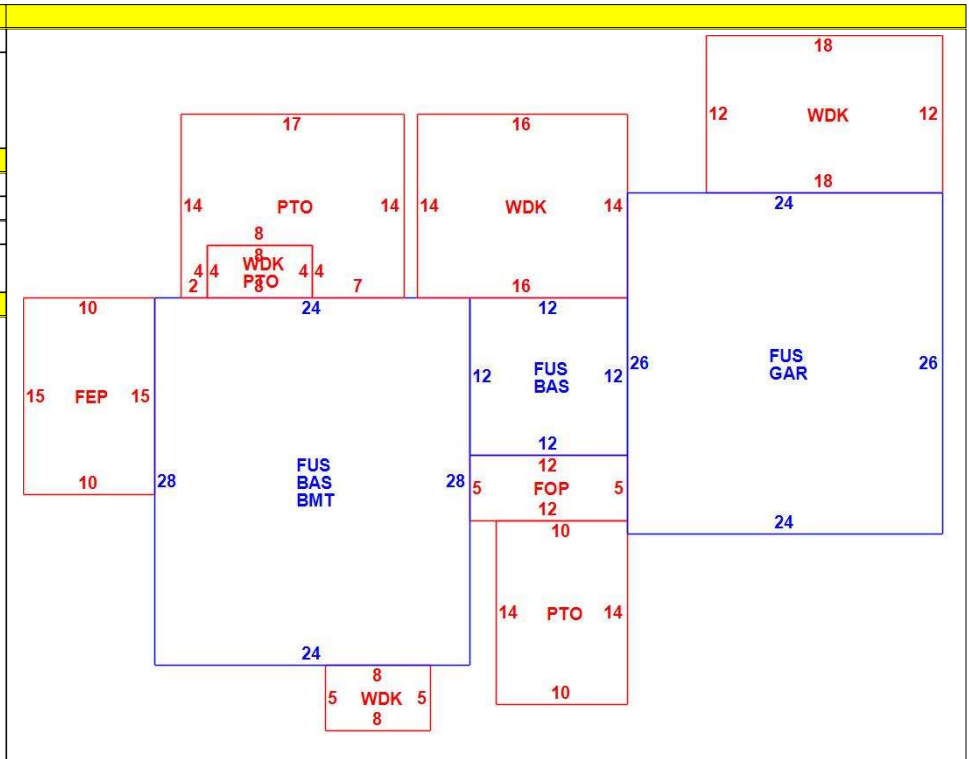 18
12 WDK 12
18
17
14 PTO 14
8
8
4 4 WDK 4 4
PTO
2 8 7
16
14 WDK 14
16
24
26 FUS 26
GAR
24
10
15 FEP 15
10
24
28 FUS 28
BAS
BMT
24
12
12 FUS 12
BAS
12
12
5 FOP 5
12
10
14 PTO 14
10
8
5 WDK 5
8